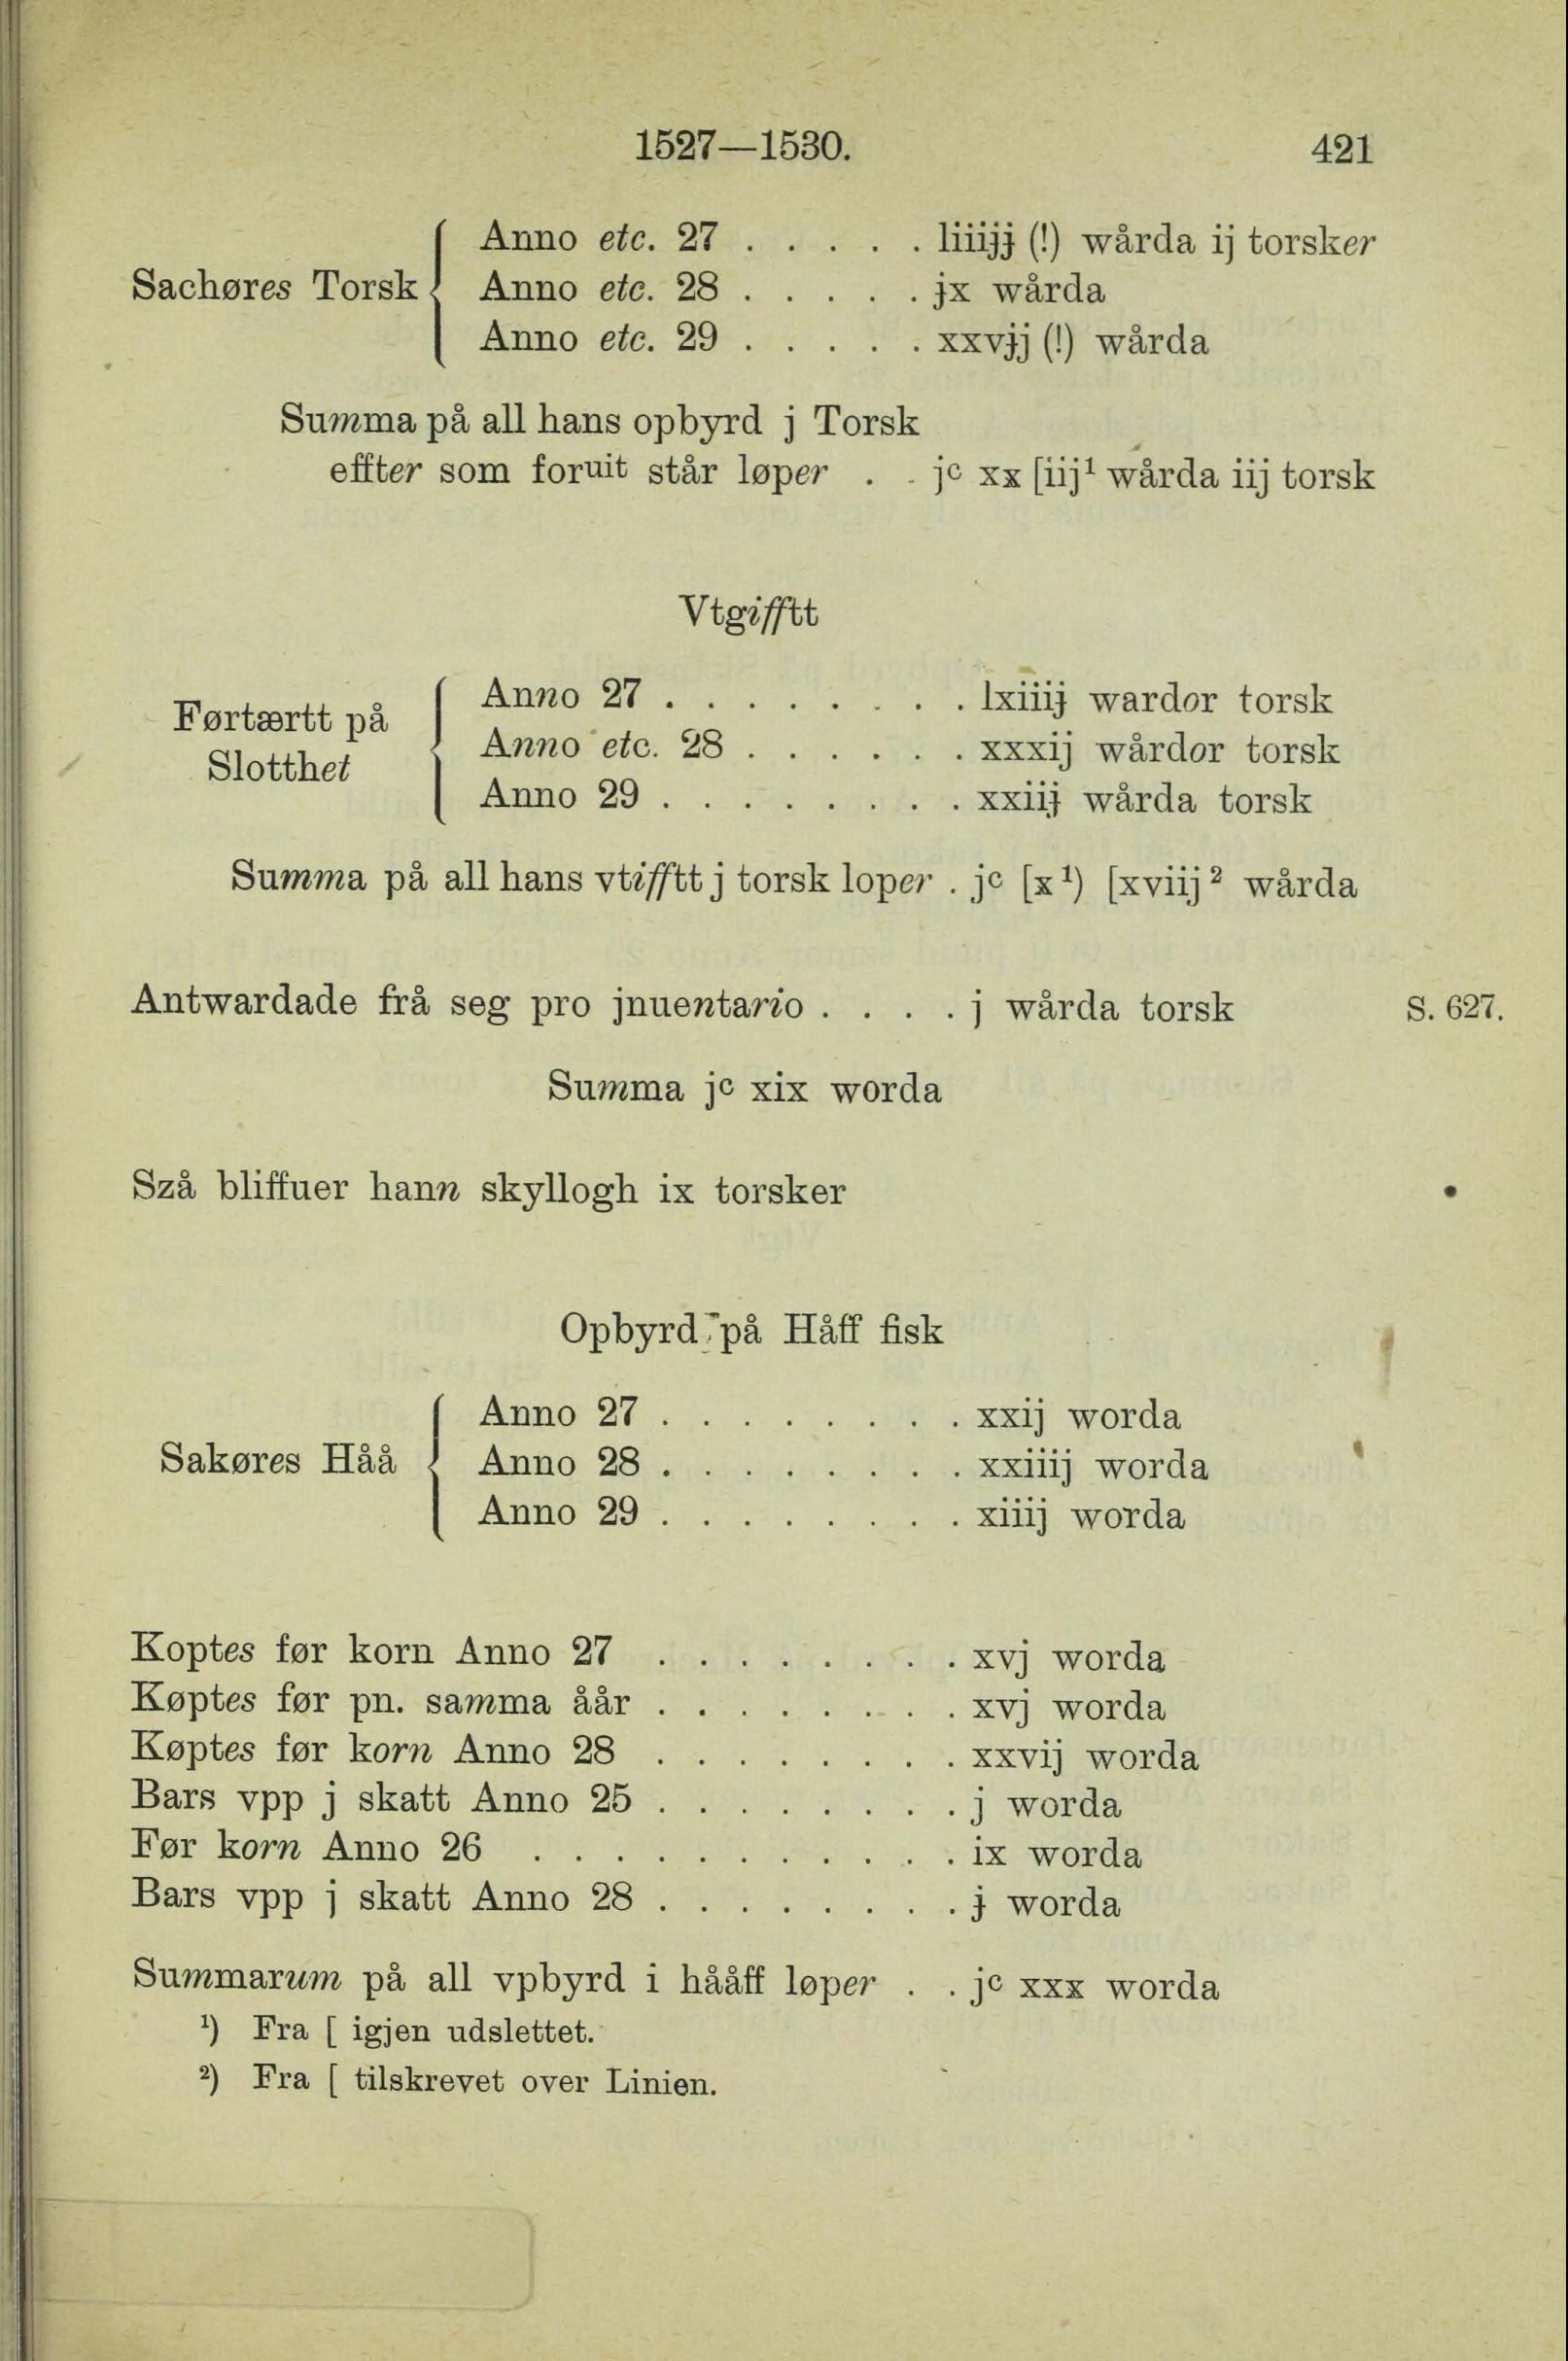 1527—1530. 421
Anno etc. 27 . . . . . liiijɉ (!) wårda ij torsker
Sachøres Torsk Anno etc. 28 . . . . . ɉx wårda
Anno etc. 29 . . . . . xxvɉj (!) wårda
Summa på all hans opbyrd j Torsk
effter som foruit står løper . . jc xx [iij¹ wårda iij torsk
Vtgifftt
Anno 27 . . . . . . . . lxiiiɉ wardor torsk
Førtærtt på
Anno etc. 28 . . . . . . xxxij wårdor torsk
Slotthet
Anno 29 . . . . . . . . xxiiɉ wårda torsk
Summa på all hans vtifftt j torsk loper . jc [x¹) [xviij² wårda
Antwardade frå seg pro jnuentario . . . . j wårda torsk S. 627.
Summa jc xix worda
Szå bliffuer hann skyllogh ix torsker
Opbyrd på Håff fisk
Anno 27 . . . . . . . . xxij worda
Sakøres Håå Anno 28 . . . . . . . . xxiiij worda
Anno 29 . . . . . . . . xiiij worda
Koptes før korn Anno 27 . . . . . . . . xvj worda
Køptes før pn. samma åår . . . . . . . . xvj worda
Køptes før korn Anno 28 . . . . . . . . xxvij worda
Bars vpp j skatt Anno 25 . . . . . . . . j worda
Før korn Anno 26 . . . . . . . . . . . ix worda
Bars vpp j skatt Anno 28 . . . . . . . . ɉ worda
Summarum på all vpbyrd i hååff løper . . jc xxx worda
¹) Fra [ igjen udslettet.
²) Fra [ tilskrevet over Linien.